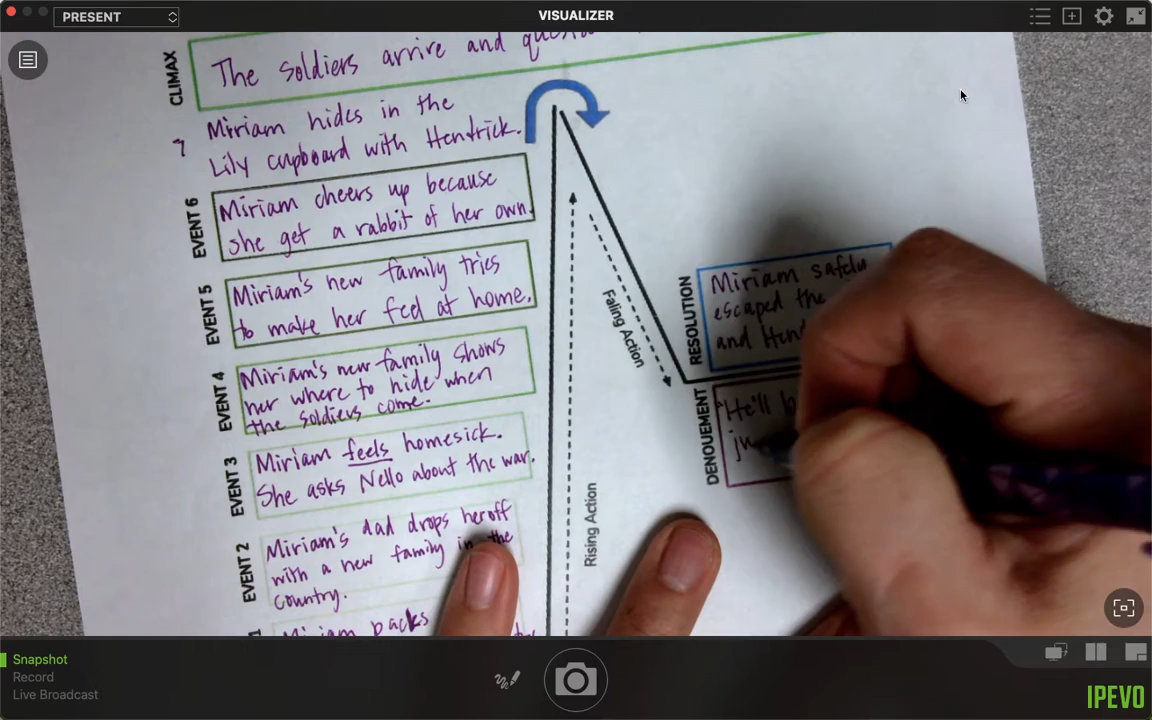 PRESENT
VISUALIZER
CLIMAX
The soldiers arrive and
7
Miriam hides in the
Lily cupboard with Hendrick.
EVENT 6
Miriam cheers up because
she get a rabbit of her own.
EVENT 5
Miriam's new family tries
to make her feel at home.
EVENT 4
Miriam's new family shows
her where to hide when
the soldiers come.
EVENT 3
Miriam feels homesick.
She asks Nello about the war.
EVENT 2
Miriam's dad drops her off
with a new family in the
country.
Miriam packs
Rising Action
Faling Action
RESOLUTION
Miriam safely
escaped the
and
DENOUEMENT
"He'll
Snapshot
Record
Live Broadcast
IPEVO